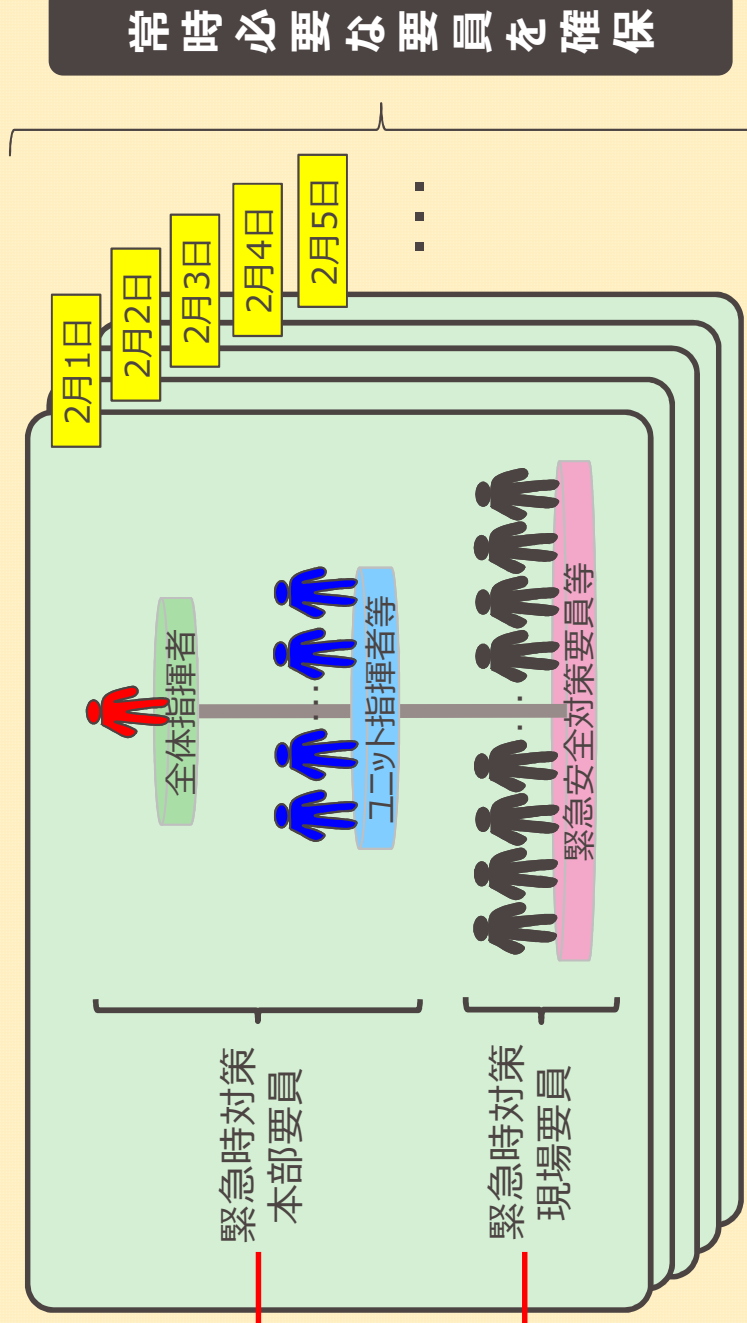 常時必要な要員を確保
2月1日
2月2日
2月3日
2月4日
2月5日
・・・
全体指揮者
・・・
ユニット指揮者等
・・
緊急安全対策要員等
緊急時対策
本部要員
緊急時対策
現場要員